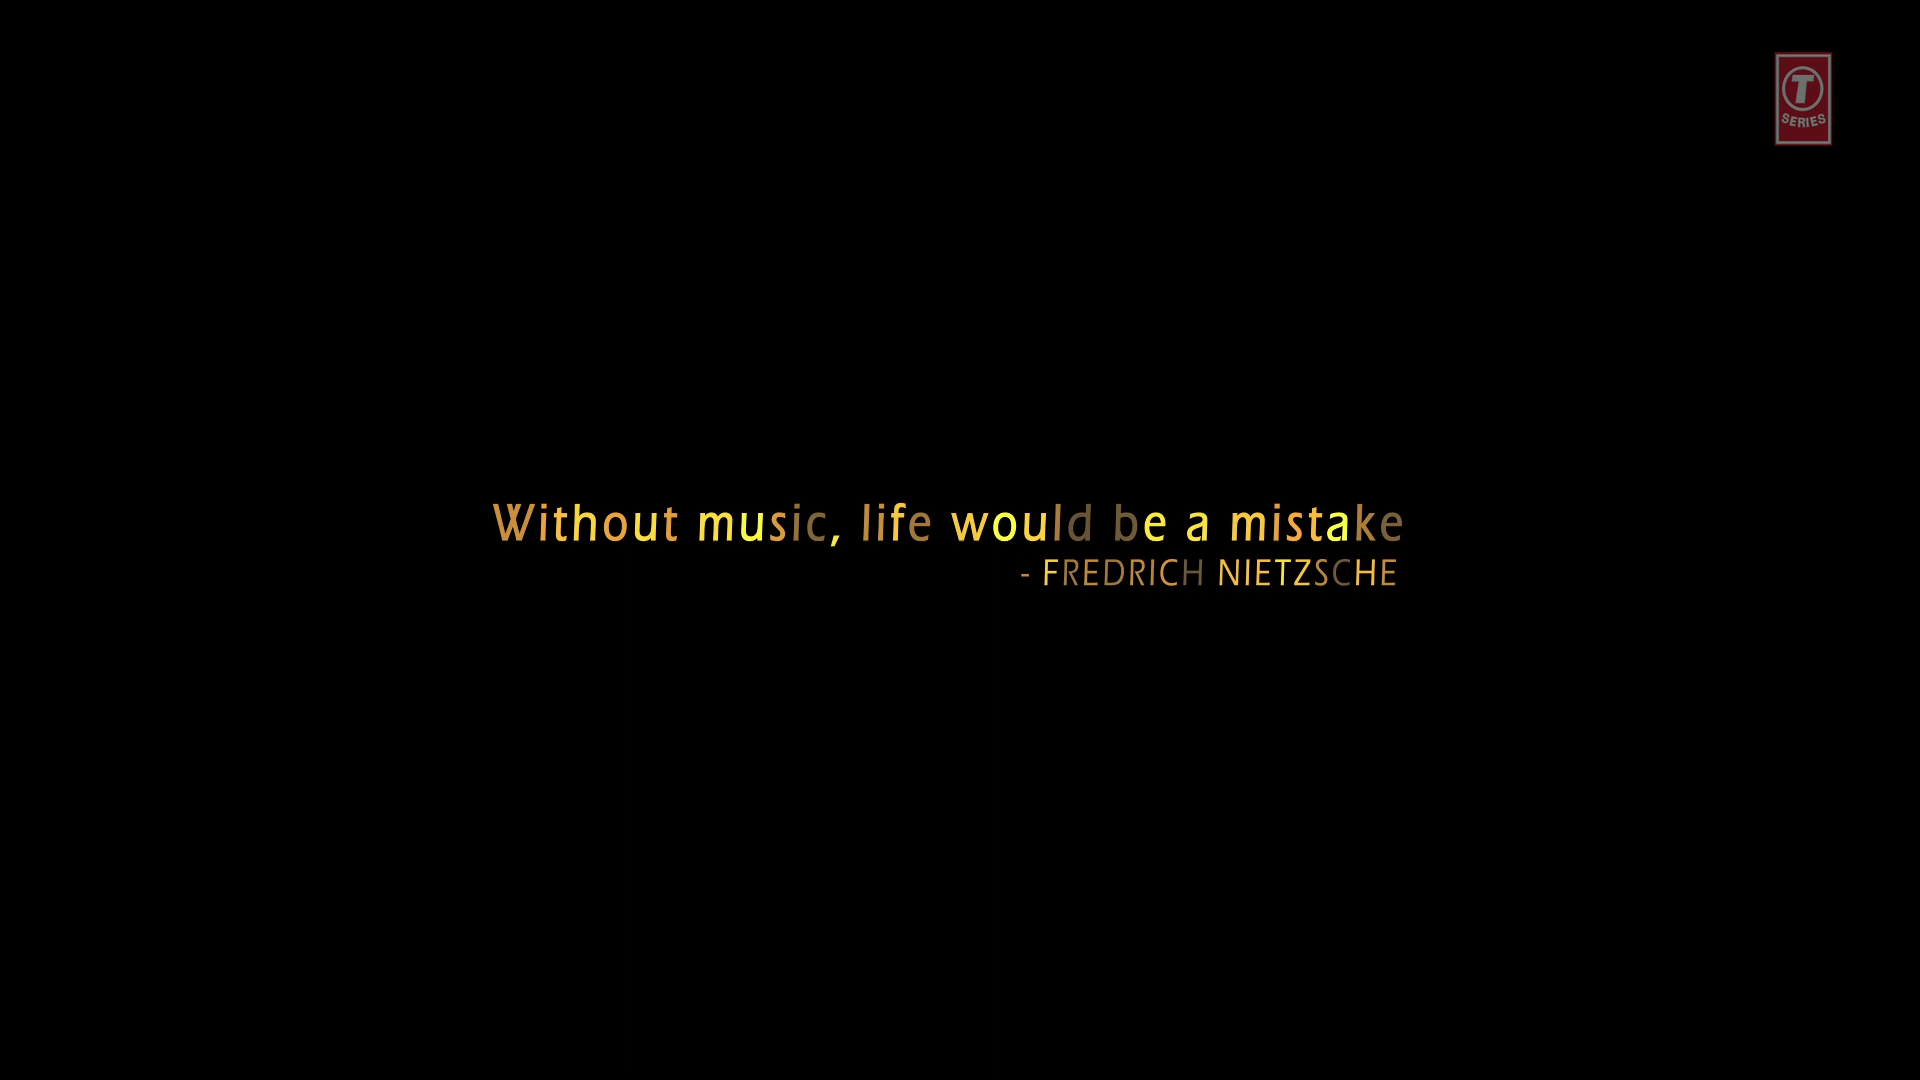 T
SERIES
Without music, life would be a mistake
- FREDRICH NIETZSCHE